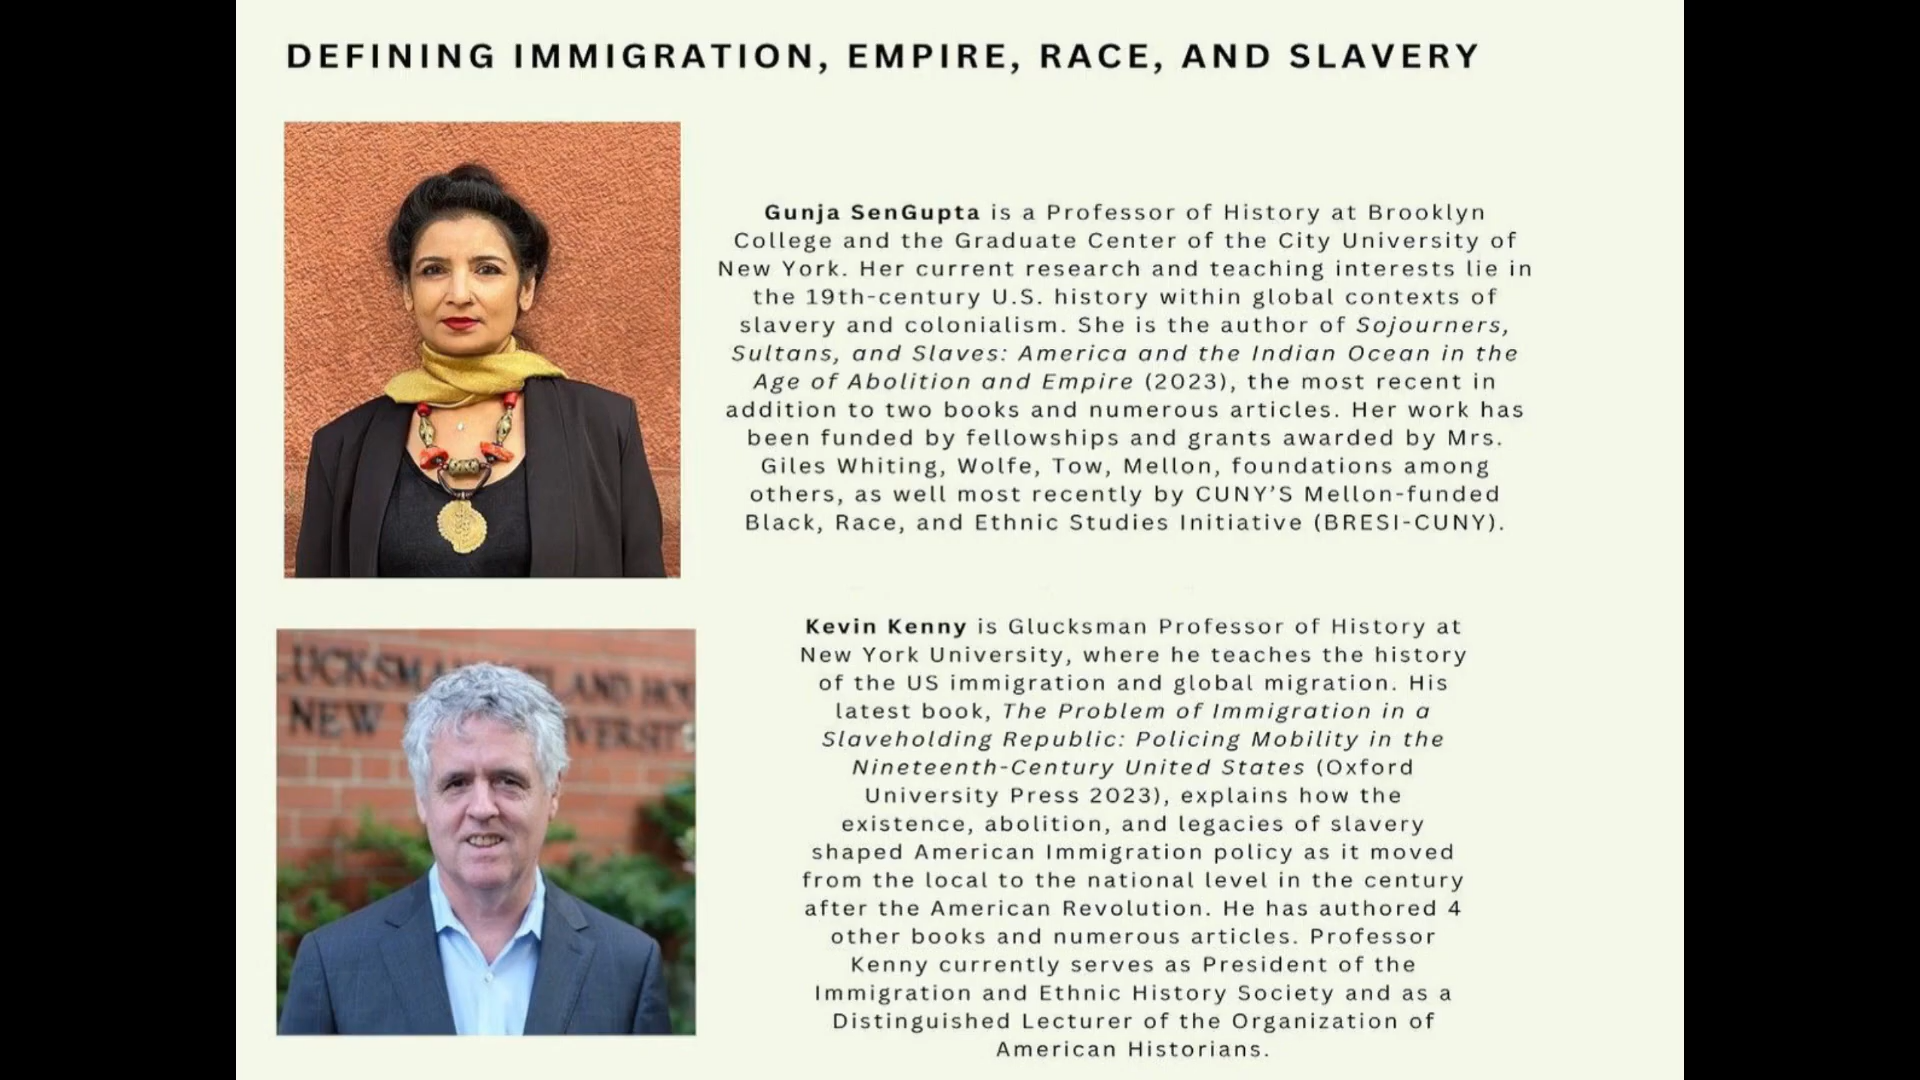 DEFINING IMMIGRATION, EMPIRE, RACE, AND SLAVERY
Gunja SenGupta is a Professor of History at Brooklyn
College and the Graduate Center of the City University of
New York. Her current research and teaching interests lie in
the 19th-century U.S. history within global contexts of
slavery and colonialism. She is the author of Sojourners,
Sultans, and Slaves: America and the Indian Ocean in the
Age of Abolition and Empire (2023), the most recent in
addition to two books and numerous articles. Her work has
been funded by fellowships and grants awarded by Mrs.
Giles Whiting, Wolfe, Tow, Mellon, foundations among
others, as well most recently by CUNY'S Mellon-funded
Black, Race, and Ethnic Studies Initiative (BRESI-CUNY).
UCKSMA LAND HOU
NEW VERSIT
Kevin Kenny is Glucksman Professor of History at
New York University, where he teaches the history
of the US immigration and global migration. His
latest book, The Problem of Immigration in a
Slaveholding Republic: Policing Mobility in the
Nineteenth-Century United States (Oxford
University Press 2023), explains how the
existence, abolition, and legacies of slavery
shaped American Immigration policy as it moved
from the local to the national level in the century
after the American Revolution. He has authored 4
other books and numerous articles. Professor
Kenny currently serves as President of the
Immigration and Ethnic History Society and as a
Distinguished Lecturer of the Organization of
American Historians.